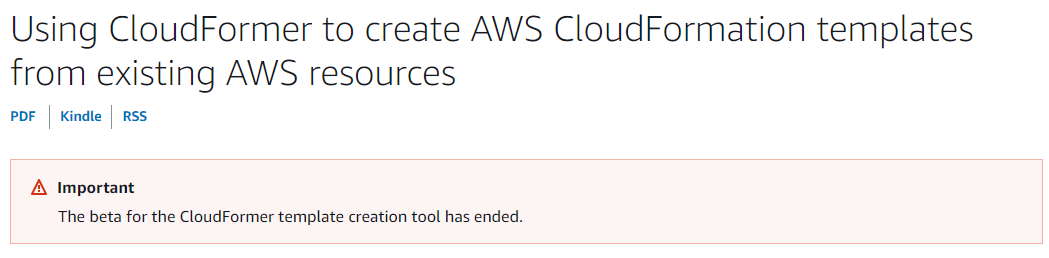 Using CloudFormer to create AWS CloudFormation templates
from existing AWS resources
PDF Kindle RSS
Important
The beta for the CloudFormer template creation tool has ended.